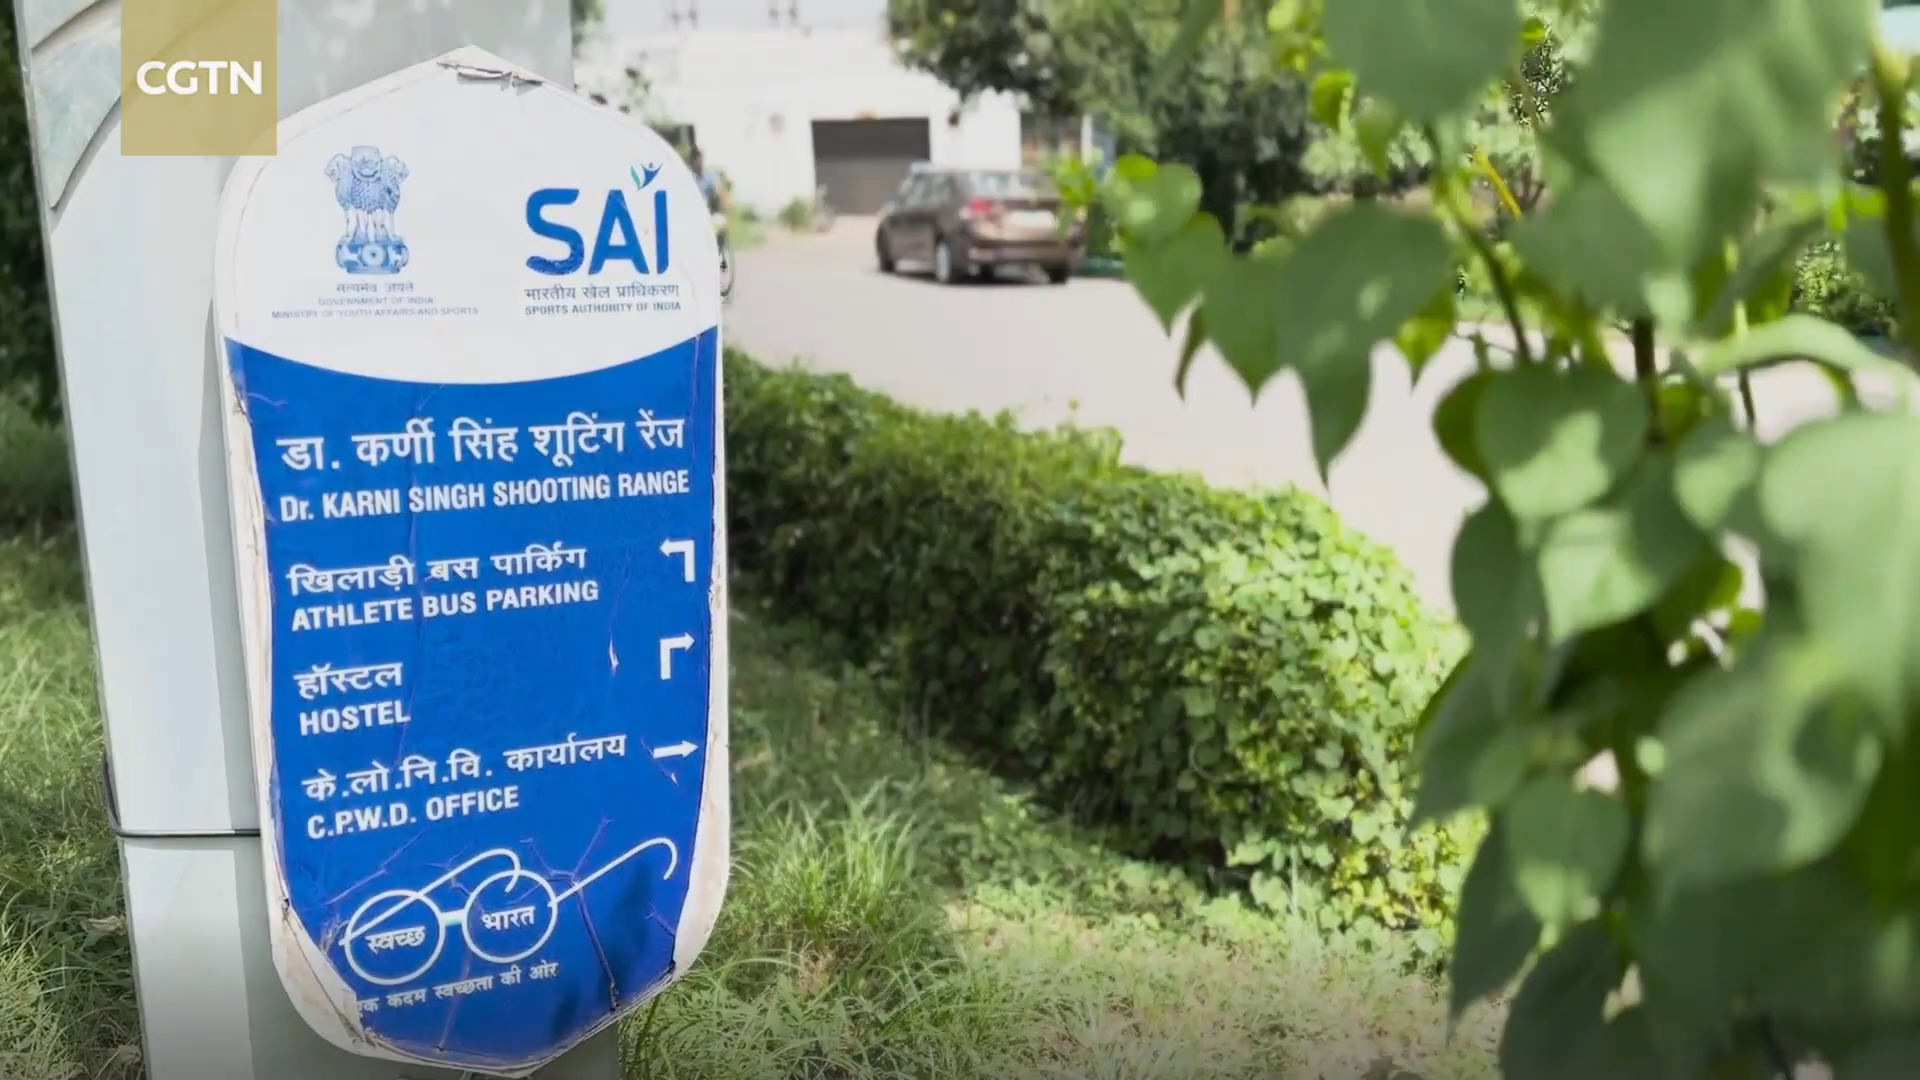 CGTN
सत्यमेव जयते
GOVERNMENT OF INDIA
MINISTRY OF YOUTH AFFAIRS AND SPORTS
SAI
भारतीय खेल प्राधिकरण
SPORTS AUTHORITY OF INDIA
डा. कर्णी सिंह शूटिंग रेंज
Dr. KARNI SINGH SHOOTING RANGE
खिलाड़ी बस पार्किंग
ATHLETE BUS PARKING
हॉस्टल
HOSTEL
के.लो.नि.वि. कार्यालय
C.P.W.D. OFFICE
स्वच्छ भारत
एक कदम स्वच्छता की ओर